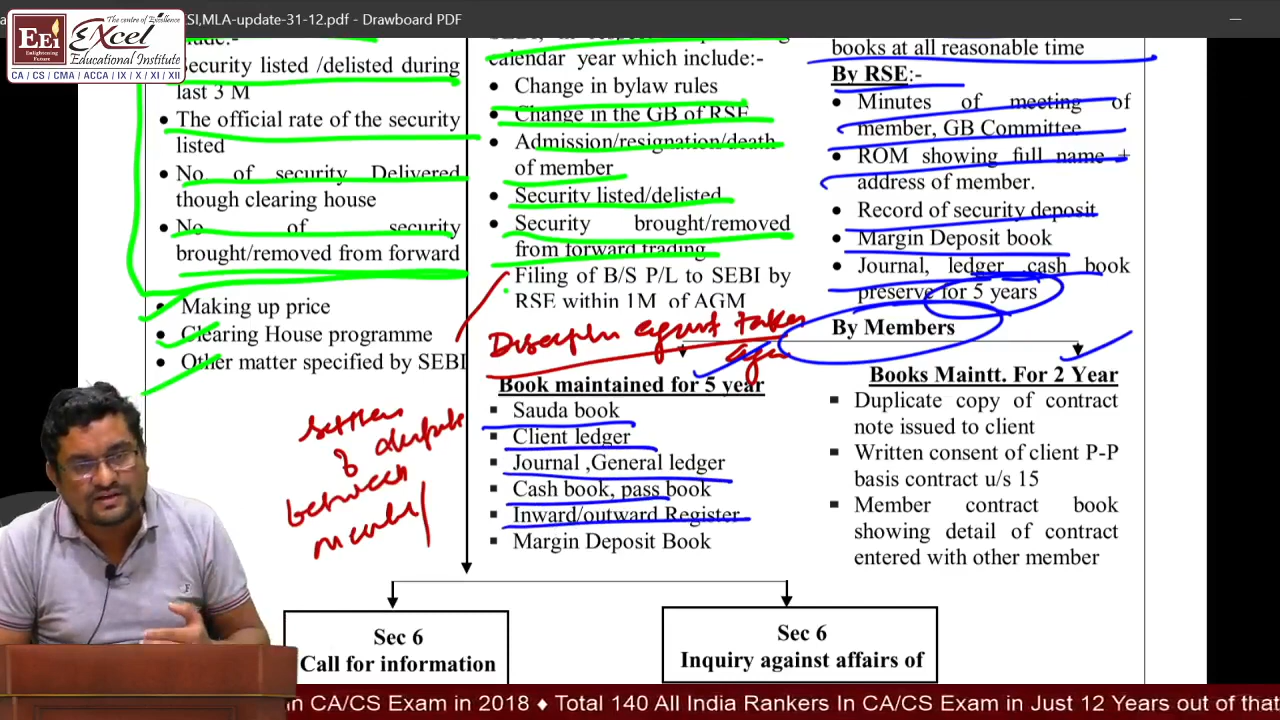 SI,MLA-update-31-12.pdf - Drawboard PDF
EEi
Enlightening Future
The centre of Excellence
Excel
Educational Institute
CA / CS / CMA / ACCA / IX / X / XI / XII
Security listed /delisted during
last 3 M
• The official rate of the security
listed
• No. of security Delivered
though clearing house
• No. of security
brought/removed from forward
• Making up price
• Clearing House programme
• Other matter specified by SEBI
calendar year which include:-
• Change in bylaw rules
• Change in the GB of RSE
• Admission/resignation/death
of member
• Security listed/delisted
• Security brought/removed
from forward trading
Filing of B/S P/L to SEBI by
RSE within 1M of AGM
books at all reasonable time
By RSE:-
• Minutes of meeting of
member, GB Committee
• ROM showing full name +
address of member.
• Record of security deposit
• Margin Deposit book
• Journal, ledger cash book
preserve for 5 years
By Members
Book maintained for 5 year
▪ Sauda book
▪ Client ledger
▪ Journal ,General ledger
▪ Cash book, pass book
▪ Inward/outward Register
▪ Margin Deposit Book
Books Maintt. For 2 Year
▪ Duplicate copy of contract
note issued to client
▪ Written consent of client P-P
basis contract u/s 15
▪ Member contract book
showing detail of contract
entered with other member
between
member
Sec 6
Call for information
Sec 6
Inquiry against affairs of
In CA/CS Exam in 2018 ♦ Total 140 All India Rankers In CA/CS Exam in Just 12 Years out of that